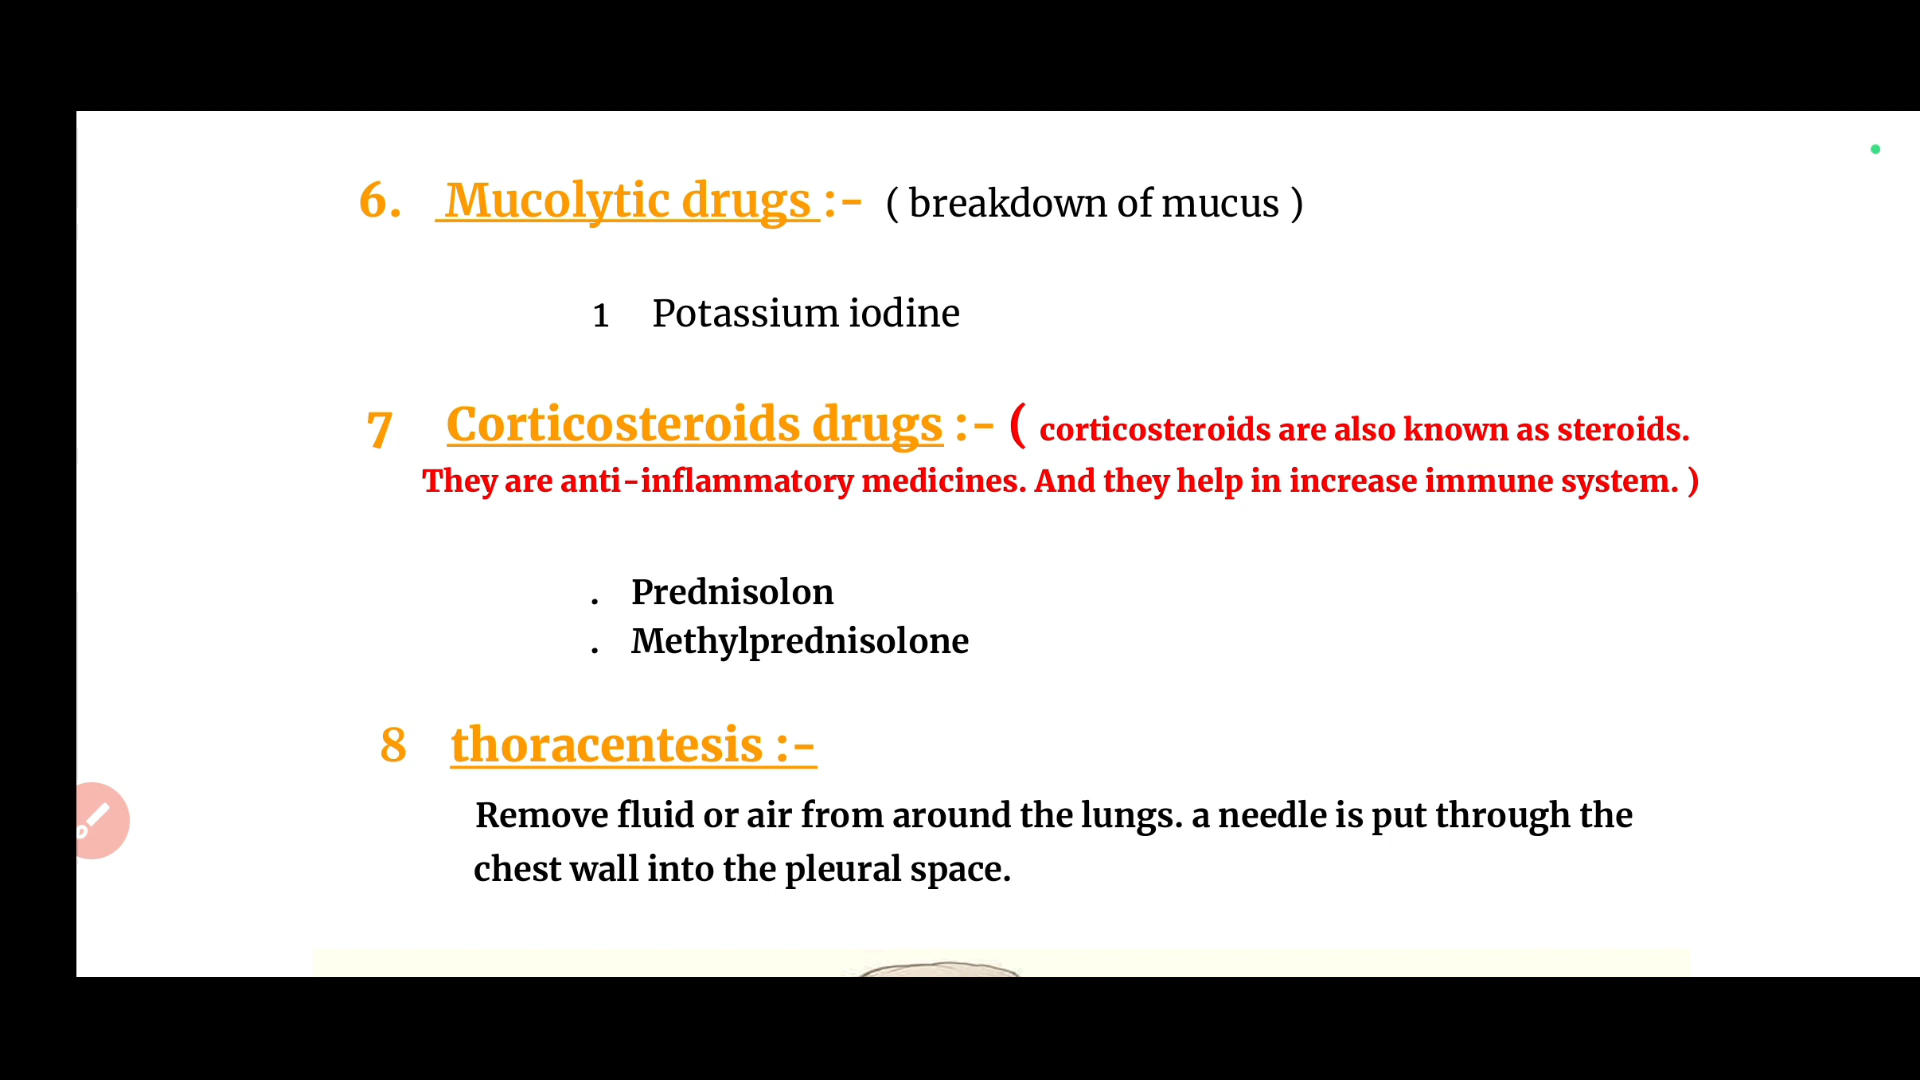 6. Mucolytic drugs :- ( breakdown of mucus )
1 Potassium iodine
7 Corticosteroids drugs :- ( corticosteroids are also known as steroids.
They are anti-inflammatory medicines. And they help in increase immune system. )
. Prednisolon
. Methylprednisolone
8 thoracentesis :-
Remove fluid or air from around the lungs. a needle is put through the
chest wall into the pleural space.